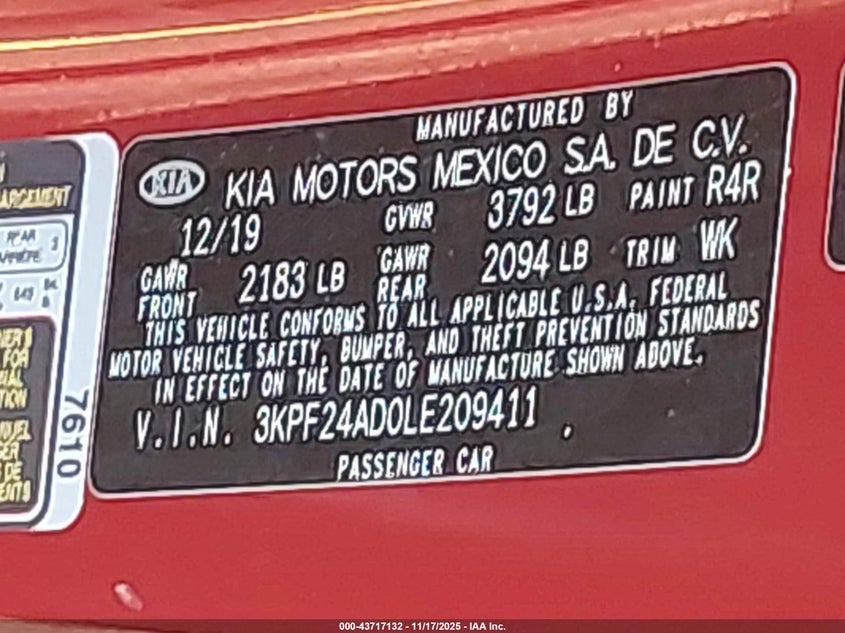 MANUFACTURED BY
KIA KIA MOTORS MEXICO S.A. DE C.V.
12/19 GVWR 3792 LB PAINT R4R
GAWR FRONT 2183 LB GAWR REAR 2094 LB TRIM WK
THIS VEHICLE CONFORMS TO ALL APPLICABLE U.S.A. FEDERAL
MOTOR VEHICLE SAFETY, BUMPER, AND THEFT PREVENTION STANDARDS
IN EFFECT ON THE DATE OF MANUFACTURE SHOWN ABOVE.
V.I.N. 3KPF24AD0LE209411 .
PASSENGER CAR
REAR 3
7610
000-43717132 - 11/17/2025 - IAA Inc.